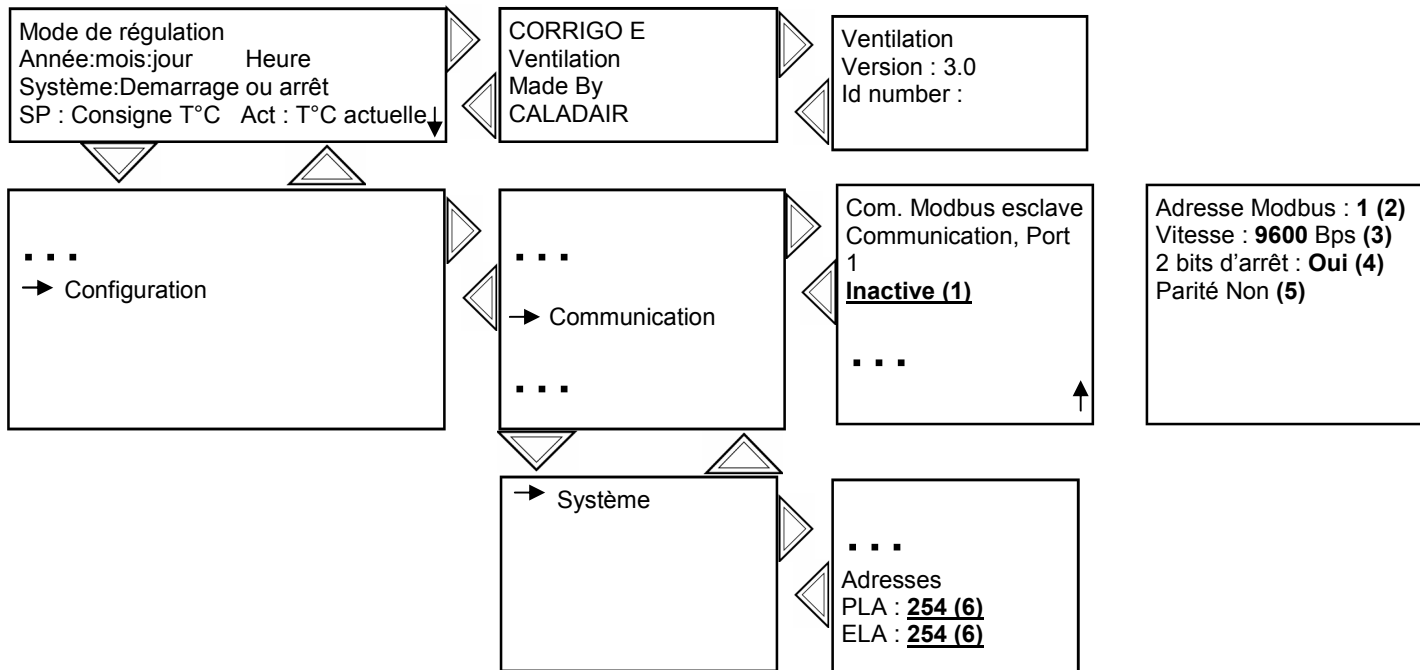 Mode de régulation
Année:mois:jour Heure
Système:Demarrage ou arrêt
SP : Consigne T°C Act : T°C actuelle
CORRIGO E
Ventilation
Made By
CALADAIR
Ventilation
Version : 3.0
Id number :
...
Configuration
...
Communication
...
Com. Modbus esclave
Communication, Port
1
Inactive (1)
...
Adresse Modbus : 1 (2)
Vitesse : 9600 Bps (3)
2 bits d'arrêt : Oui (4)
Parité Non (5)
Système
...
Adresses
PLA : 254 (6)
ELA : 254 (6)